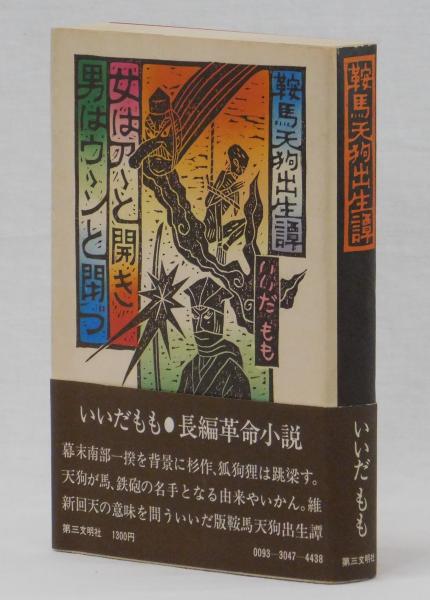 鞍馬天狗出生譚
女はア〻と開き
男はウ〻ンと閉づ
いいだもも
いいだもも●長編革命小説
幕末南部一揆を背景に杉作、狐狗狸は跳梁す。
天狗が馬、鉄砲の名手となる由来やいかん。維
新回天の意味を問ういいだ版鞍馬天狗出生譚
第三文明社 1300円
0093-3047-4438
鞍馬天狗出生譚
いいだもも
第三文明社